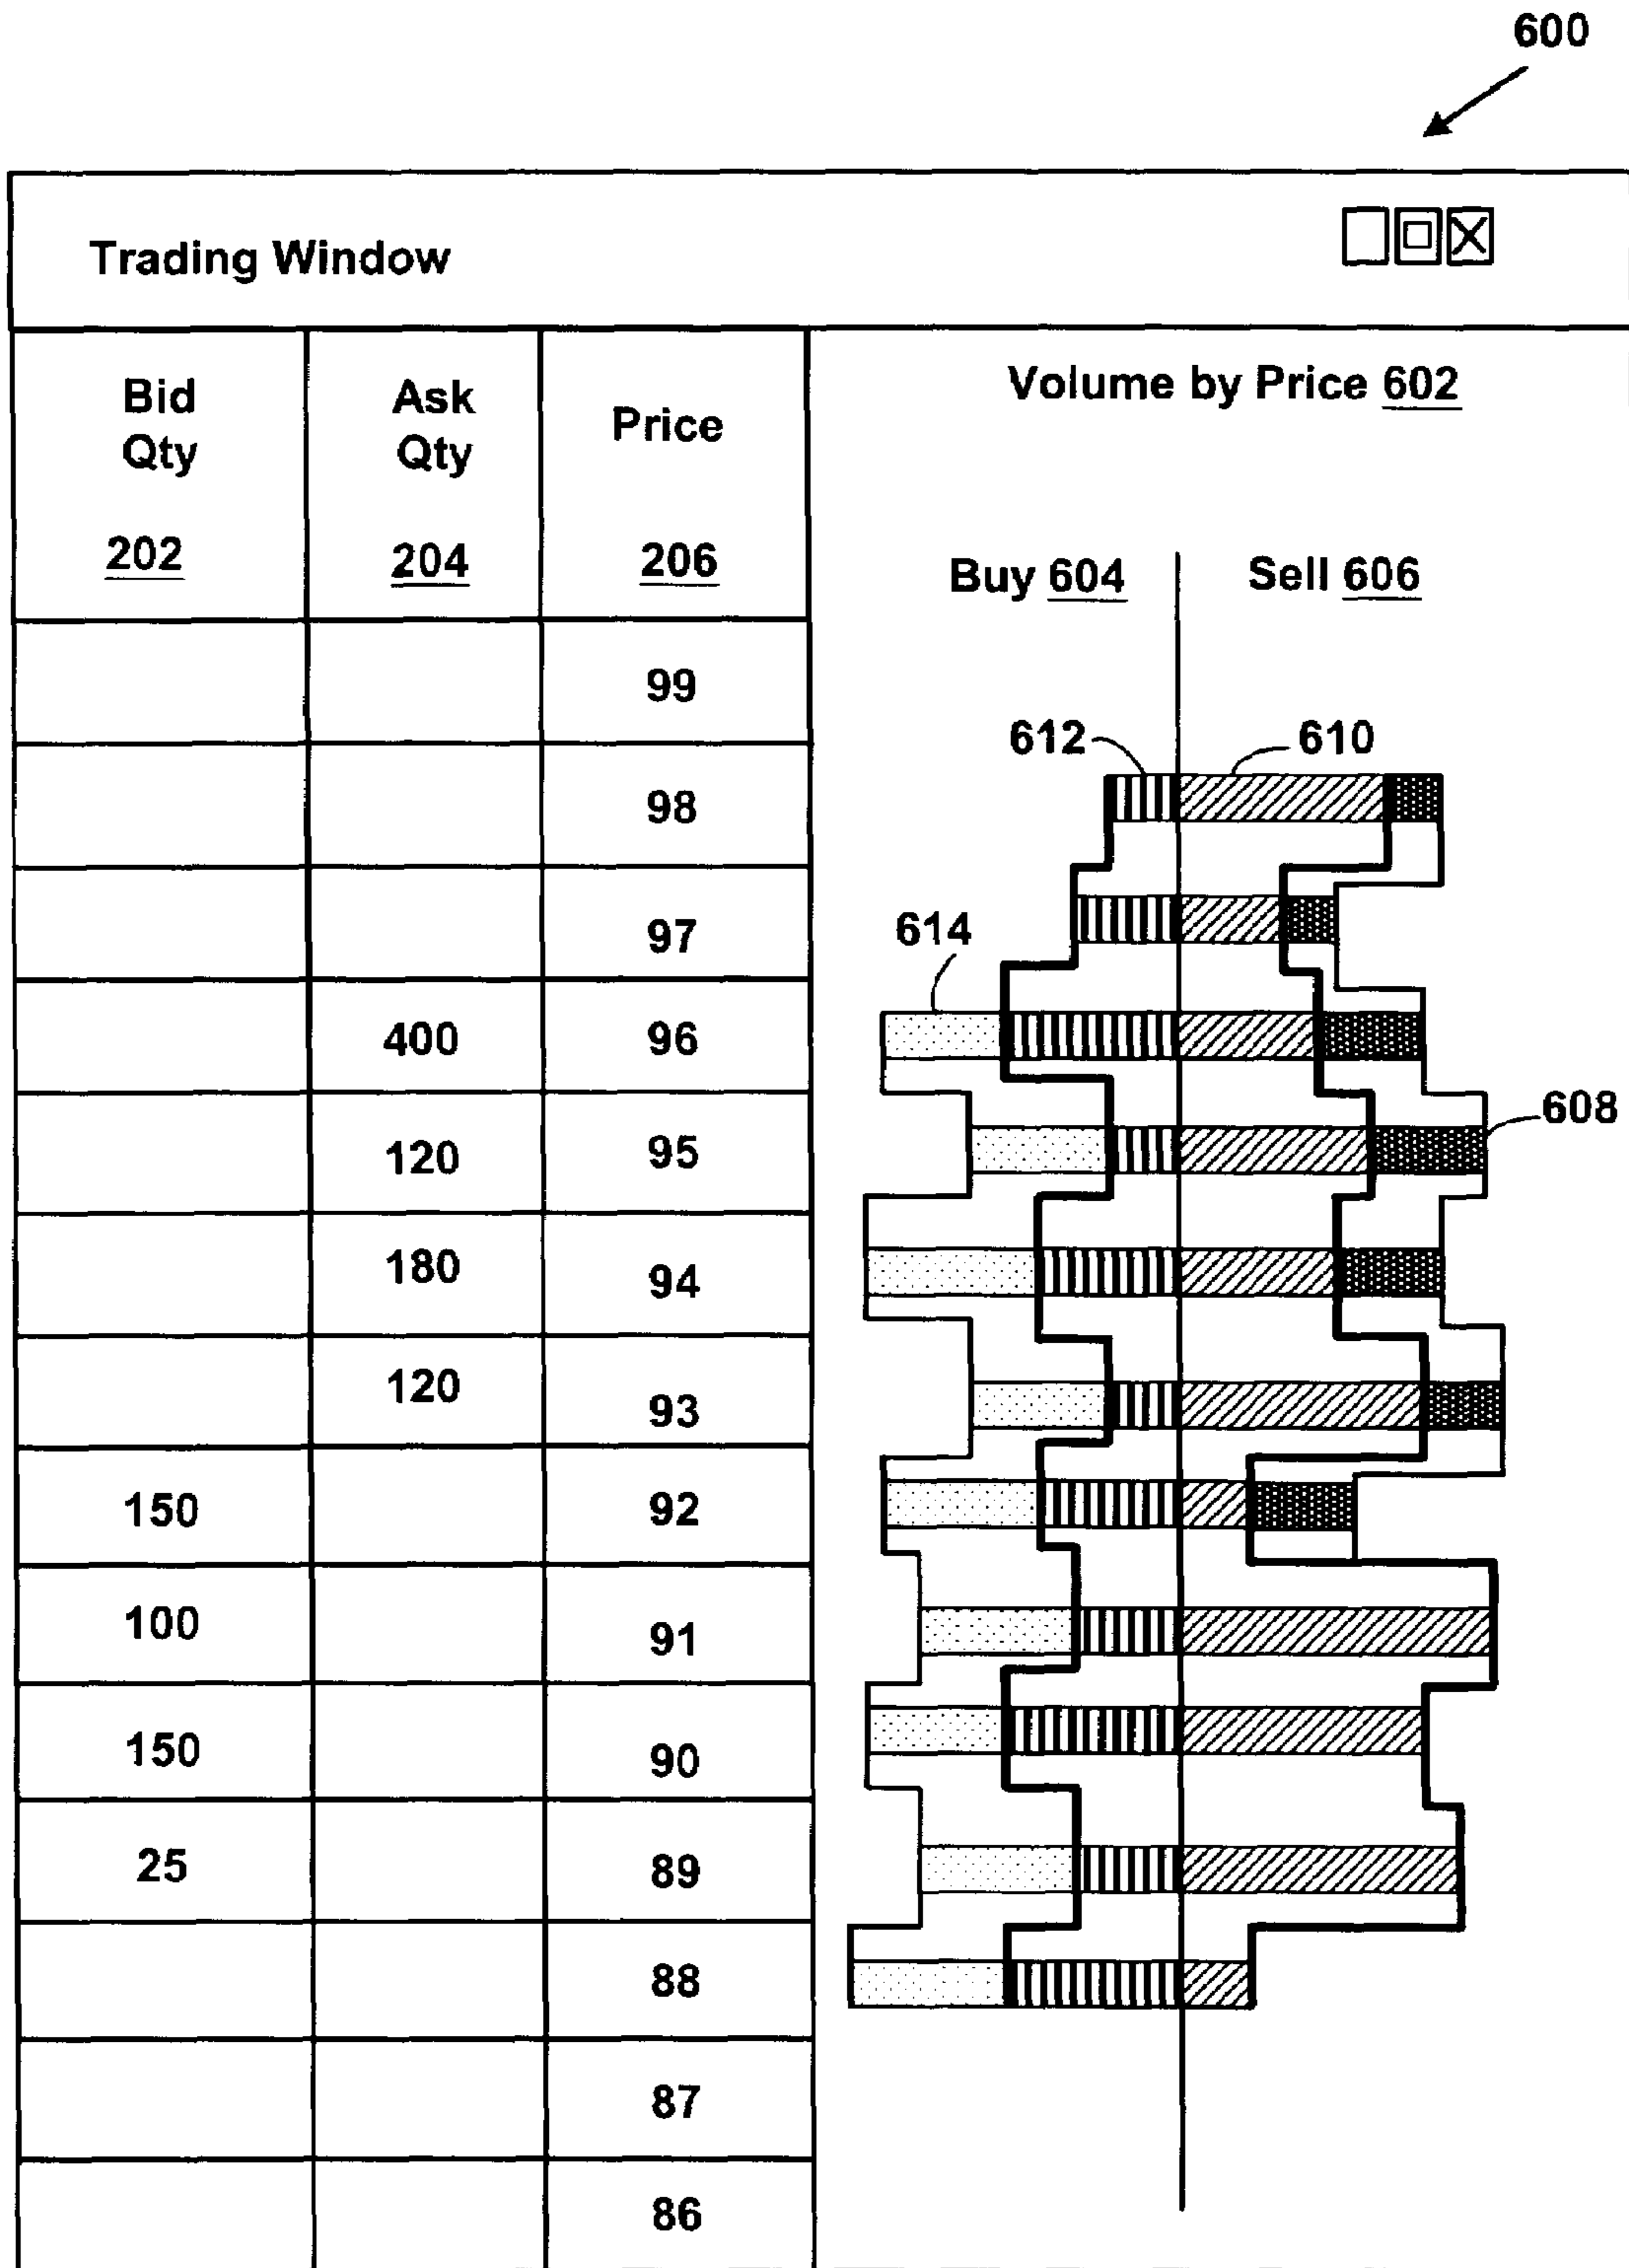 600
Trading Window
Volume by Price 602
Bid
Qty
202
Ask
Qty
204
Price
206
Buy 604
Sell 606
99
612
610
98
97
614
400 96
608
120 95
180 94
120 93
150 92
100 91
150 90
25 89
88
87
86